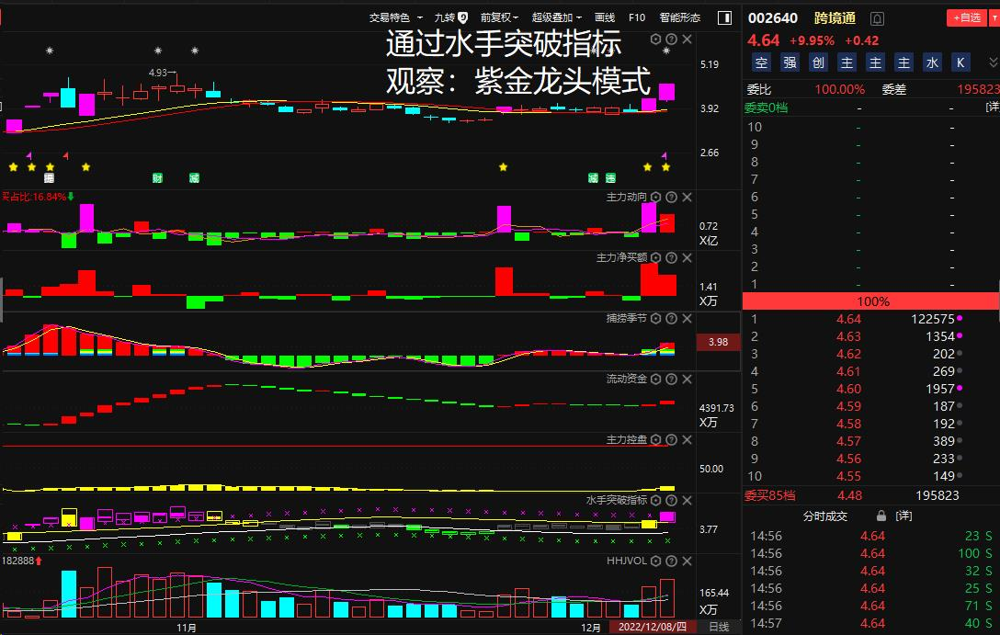 交易特色 九转 前复权 超级叠加 画线 F10 智能形态
通过水手突破指标
观察：紫金龙头模式
4.93
5.19
3.92
2.66
财 减 减 违
买占比:16.84%
主力动向
0.72
X亿
主力净买额
1.41
X万
捕捞季节
3.98
流动资金
4391.73
X万
主力控盘
50.00
水手突破指标
3.77
182888
HHJVOL
165.44
X万
11月 12月 2022/12/08/四 日线
002640 跨境通 +自选
4.64 +9.95% +0.42
空 强 创 主 主 主 水 K
委比 100.00% 委差 195823
委卖0档 - - [详
10 - -
9 - -
8 - -
7 - -
6 - -
5 - -
4 - -
3 - -
2 - -
1 - -
100%
1 4.64 122575
2 4.63 1354
3 4.62 202
4 4.61 269
5 4.60 1957
6 4.59 187
7 4.58 192
8 4.57 389
9 4.56 233
10 4.55 149
委买85档 4.48 195823
分时成交 [详]
14:56 4.64 23 S
14:56 4.64 100 S
14:56 4.64 32 S
14:56 4.64 25 S
14:56 4.64 71 S
14:57 4.64 40 S